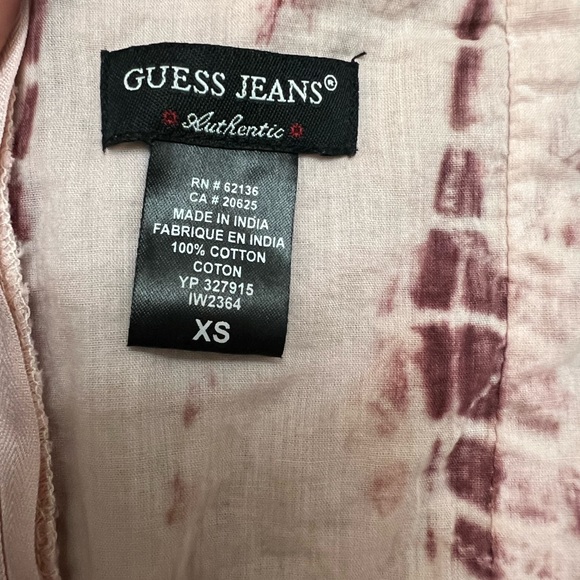 GUESS JEANS®
Authentic
RN # 62136
CA # 20625
MADE IN INDIA
FABRIQUE EN INDIA
100% COTTON
COTON
YP 327915
IW2364
XS